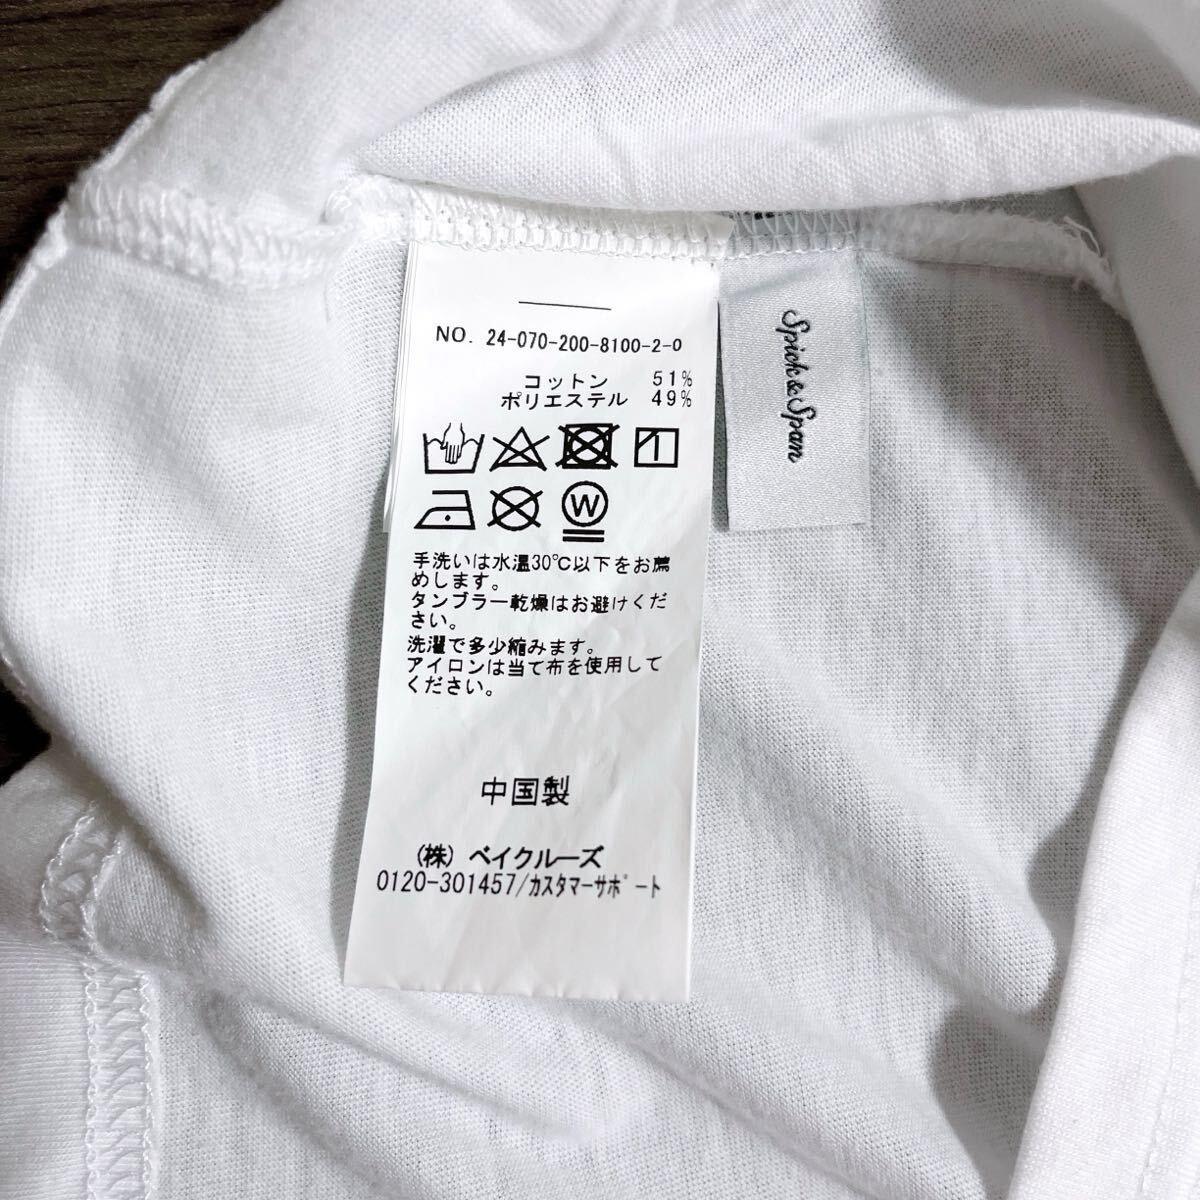 NO. 24-070-200-8100-2-0
コットン 51%
ポリエステル 49%
W
手洗いは水温30℃以下をお薦
めします。
タンブラー乾燥はお避けくだ
さい。
洗濯で多少縮みます。
アイロンは当て布を使用して
ください。
中国製
(株) ベイクルーズ
0120-301457/ｶｽﾀﾏｰｻﾎﾟｰﾄ
Spick & Span